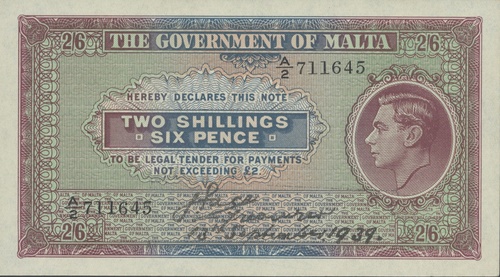 2/6 THE GOVERNMENT OF MALTA 2/6
A/2 711645
HEREBY DECLARES THIS NOTE
TWO SHILLINGS
SIX PENCE
TO BE LEGAL TENDER FOR PAYMENTS
NOT EXCEEDING £2.
A/2 711645
Treasurer
2/6 13th September, 1939. 2/6